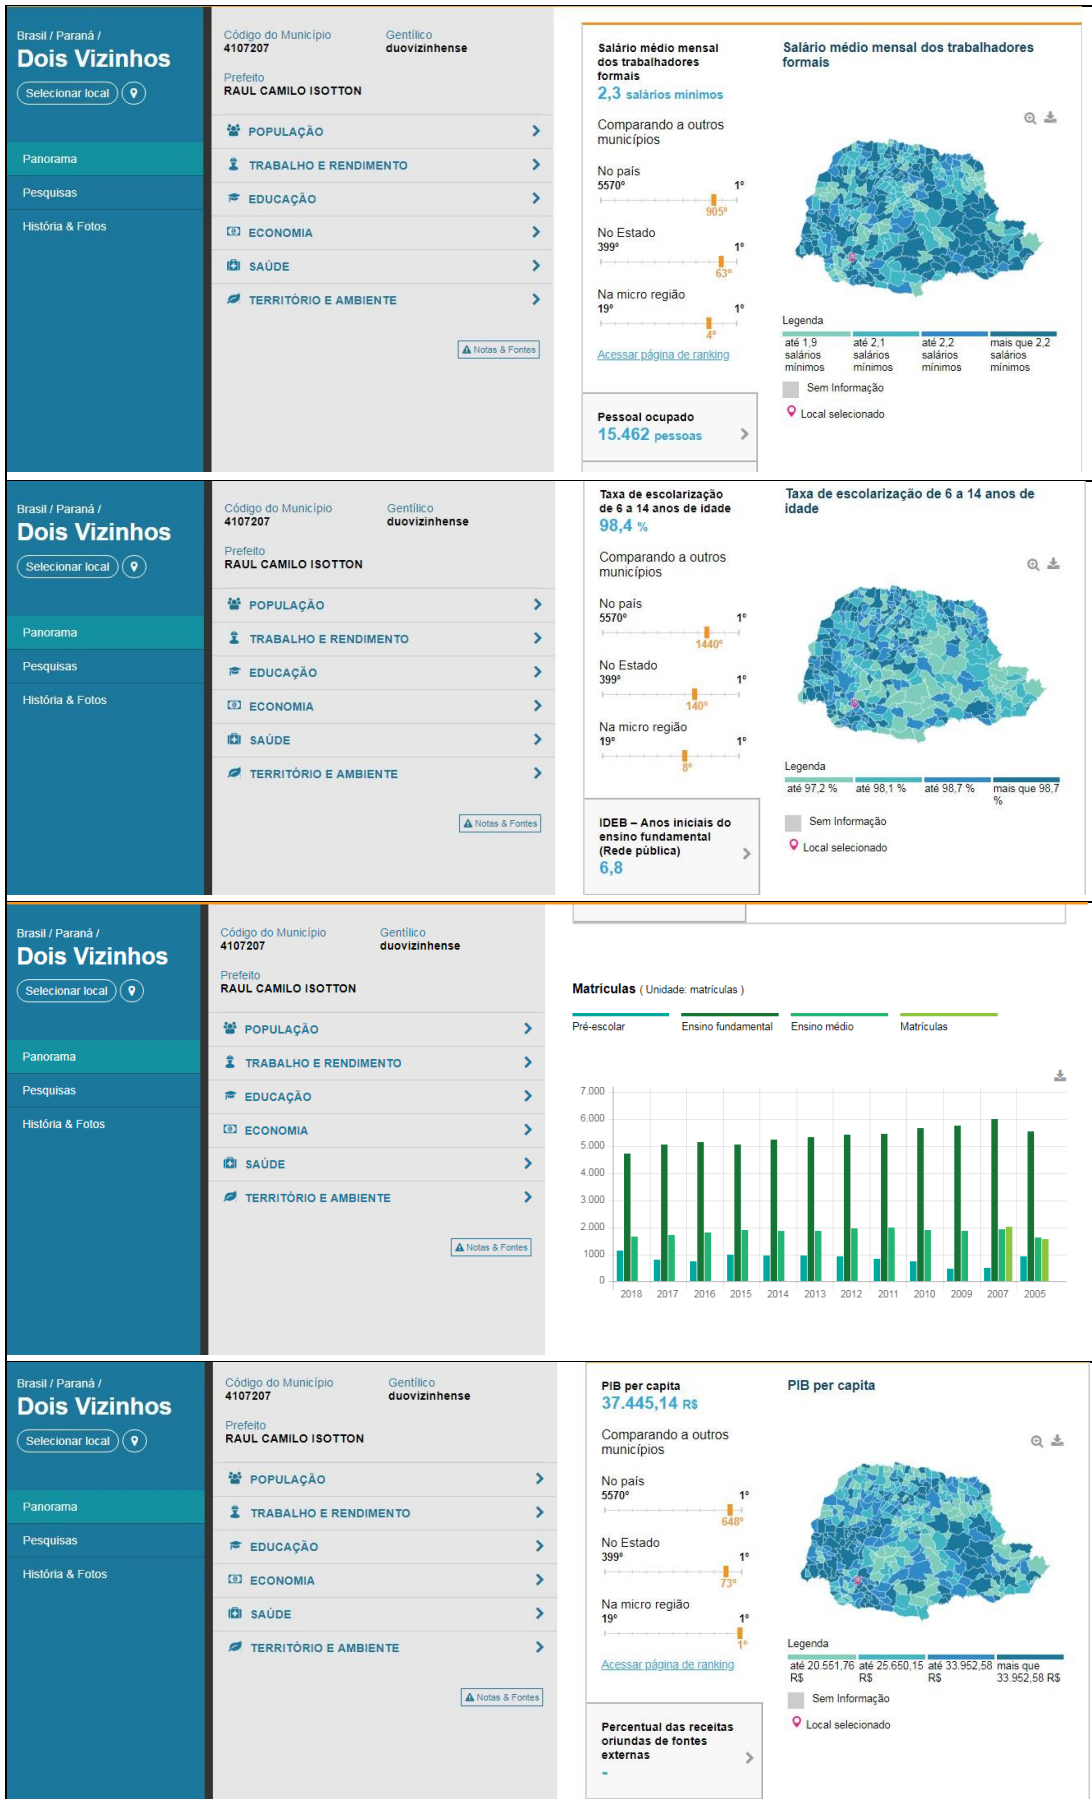 Brasil / Paraná /
Dois Vizinhos
Selecionar local
Panorama
Pesquisas
História & Fotos
Código do Município
4107207
Gentílico
duovizinhense
Prefeito
RAUL CAMILO ISOTTON
POPULAÇÃO
TRABALHO E RENDIMENTO
EDUCAÇÃO
ECONOMIA
SAÚDE
TERRITÓRIO E AMBIENTE
Notas & Fontes
Salário médio mensal
dos trabalhadores
formais
2,3 salários mínimos
Comparando a outros
municípios
No país
5570º 1º
905º
No Estado
399º 1º
63º
Na micro região
19º 1º
4º
Acessar página de ranking
Pessoal ocupado
15.462 pessoas
Salário médio mensal dos trabalhadores
formais
Legenda
até 1,9
salários
mínimos
até 2,1
salários
mínimos
até 2,2
salários
mínimos
mais que 2,2
salários
mínimos
Sem Informação
Local selecionado
Brasil / Paraná /
Dois Vizinhos
Selecionar local
Panorama
Pesquisas
História & Fotos
Código do Município
4107207
Gentílico
duovizinhense
Prefeito
RAUL CAMILO ISOTTON
POPULAÇÃO
TRABALHO E RENDIMENTO
EDUCAÇÃO
ECONOMIA
SAÚDE
TERRITÓRIO E AMBIENTE
Notas & Fontes
Taxa de escolarização
de 6 a 14 anos de idade
98,4 %
Comparando a outros
municípios
No país
5570º 1º
1440º
No Estado
399º 1º
140º
Na micro região
19º 1º
8º
IDEB – Anos iniciais do
ensino fundamental
(Rede pública)
6,8
Taxa de escolarização de 6 a 14 anos de
idade
Legenda
até 97,2 %
até 98,1 %
até 98,7 %
mais que 98,7
%
Sem Informação
Local selecionado
Brasil / Paraná /
Dois Vizinhos
Selecionar local
Panorama
Pesquisas
História & Fotos
Código do Município
4107207
Gentílico
duovizinhense
Prefeito
RAUL CAMILO ISOTTON
POPULAÇÃO
TRABALHO E RENDIMENTO
EDUCAÇÃO
ECONOMIA
SAÚDE
TERRITÓRIO E AMBIENTE
Notas & Fontes
Matrículas ( Unidade: matrículas )
Pré-escolar Ensino fundamental Ensino médio Matrículas
7.000
6.000
5.000
4.000
3.000
2.000
1000
0
2018 2017 2016 2015 2014 2013 2012 2011 2010 2009 2007 2005
Brasil / Paraná /
Dois Vizinhos
Selecionar local
Panorama
Pesquisas
História & Fotos
Código do Município
4107207
Gentílico
duovizinhense
Prefeito
RAUL CAMILO ISOTTON
POPULAÇÃO
TRABALHO E RENDIMENTO
EDUCAÇÃO
ECONOMIA
SAÚDE
TERRITÓRIO E AMBIENTE
Notas & Fontes
PIB per capita
37.445,14 R$
Comparando a outros
municípios
No país
5570º 1º
648º
No Estado
399º 1º
73º
Na micro região
19º 1º
1º
Acessar página de ranking
Percentual das receitas
oriundas de fontes
externas
-
PIB per capita
Legenda
até 20.551,76
R$
até 25.650,15
R$
até 33.952,58
R$
mais que
33.952,58 R$
Sem Informação
Local selecionado